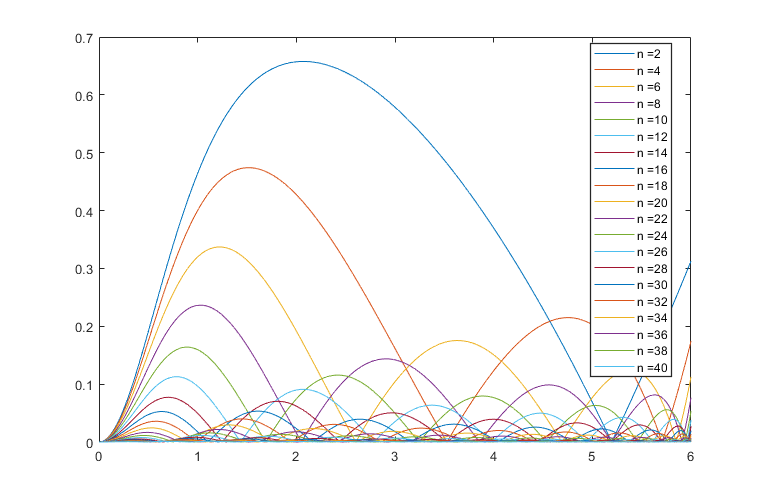 0.7
0.6
0.5
0.4
0.3
0.2
0.1
0
0 1 2 3 4 5 6
n =2
n =4
n =6
n =8
n =10
n =12
n =14
n =16
n =18
n =20
n =22
n =24
n =26
n =28
n =30
n =32
n =34
n =36
n =38
n =40